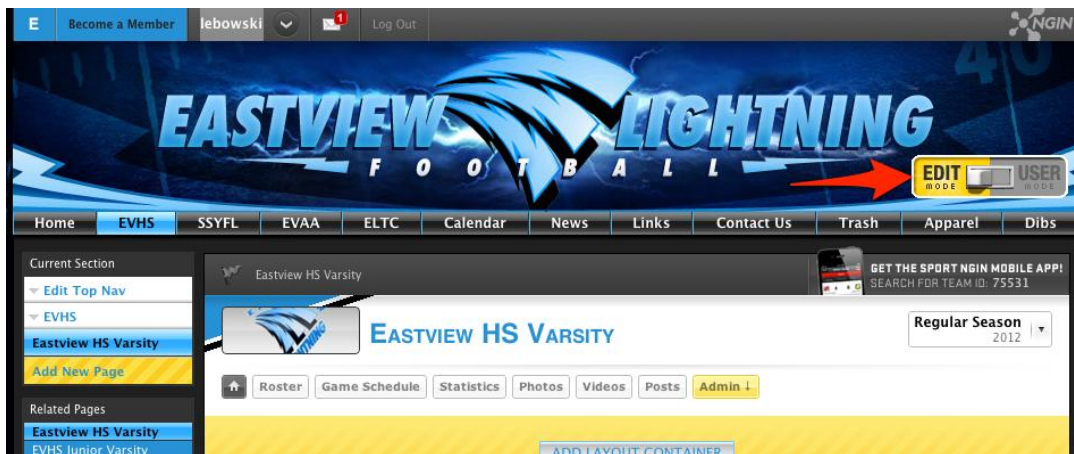 E Become a Member lebowski 1 Log Out NGIN
EASTVIEW LIGHTNING
FOOTBALL
EDIT MODE USER MODE
Home EVHS SSYFL EVAA ELTC Calendar News Links Contact Us Trash Apparel Dibs
Current Section
Edit Top Nav
EVHS
Eastview HS Varsity
Add New Page
Related Pages
Eastview HS Varsity
EVHS Junior Varsity
Eastview HS Varsity
GET THE SPORT NGIN MOBILE APP!
SEARCH FOR TEAM ID: 75531
EASTVIEW HS VARSITY
Regular Season
2012
Roster Game Schedule Statistics Photos Videos Posts Admin ↓
ADD LAYOUT CONTAINER